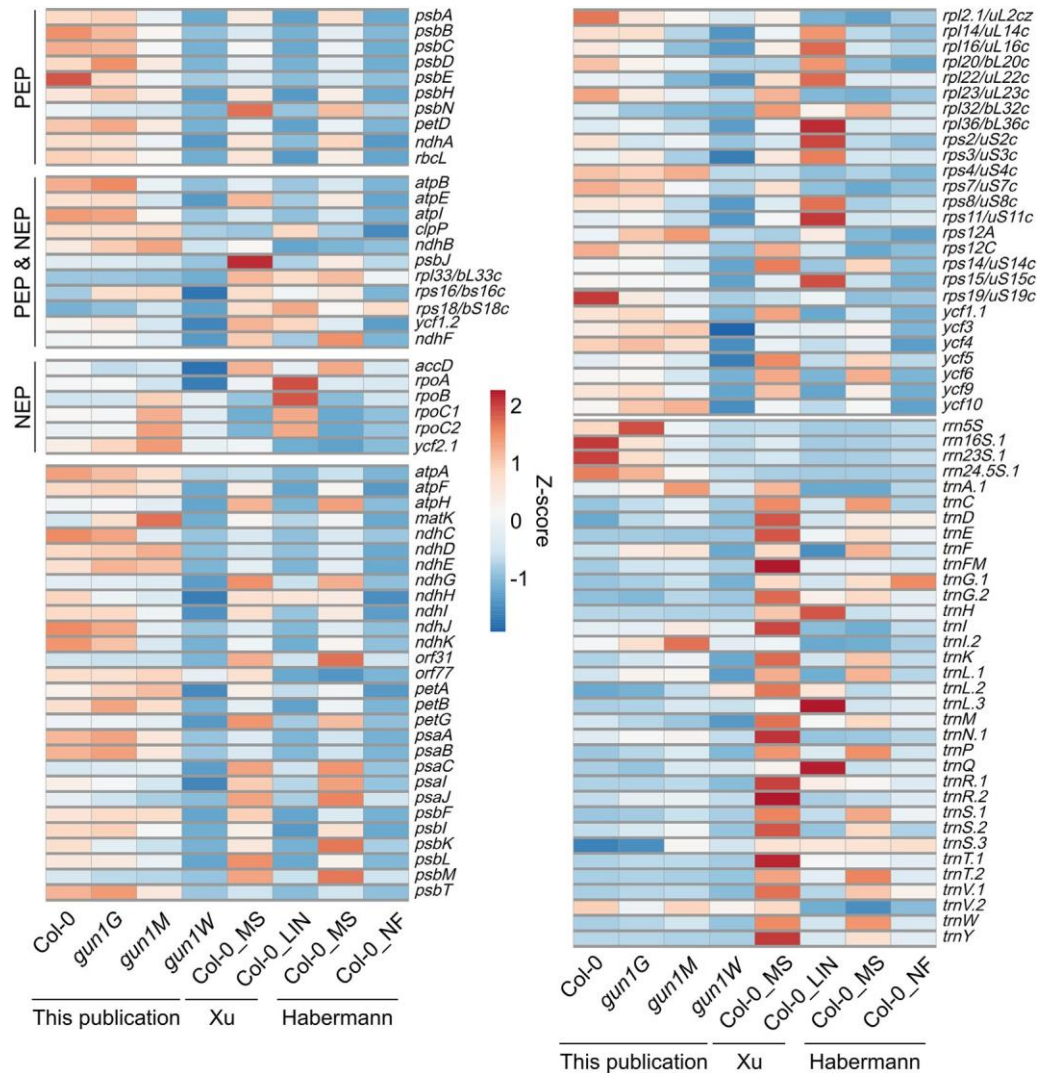 PEP
psbA
psbB
psbC
psbD
psbE
psbH
psbN
petD
ndhA
rbcL
PEP & NEP
atpB
atpE
atpI
clpP
ndhB
psbJ
rpl33/bL33c
rps16/bs16c
rps18/bS18c
ycf1.2
ndhF
NEP
accD
rpoA
rpoB
rpoC1
rpoC2
ycf2.1
atpA
atpF
atpH
matK
ndhC
ndhD
ndhE
ndhG
ndhH
ndhI
ndhJ
ndhK
orf31
orf77
petA
petB
petG
psaA
psaB
psaC
psaI
psaJ
psbF
psbI
psbK
psbL
psbM
psbT
Col-0
gun1G
gun1M
gun1W
Col-0_MS
Col-0_LIN
Col-0_MS
Col-0_NF
This publication
Xu
Habermann
2
1
0
-1
Z-score
rpl2.1/uL2cz
rpl14/uL14c
rpl16/uL16c
rpl20/bL20c
rpl22/uL22c
rpl23/uL23c
rpl32/bL32c
rpl36/bL36c
rps2/uS2c
rps3/uS3c
rps4/uS4c
rps7/uS7c
rps8/uS8c
rps11/uS11c
rps12A
rps12C
rps14/uS14c
rps15/uS15c
rps19/uS19c
ycf1.1
ycf3
ycf4
ycf5
ycf6
ycf9
ycf10
rrn5S
rrn16S.1
rrn23S.1
rrn24.5S.1
trnA.1
trnC
trnD
trnE
trnF
trnFM
trnG.1
trnG.2
trnH
trnI
trnI.2
trnK
trnL.1
trnL.2
trnL.3
trnM
trnN.1
trnP
trnQ
trnR.1
trnR.2
trnS.1
trnS.2
trnS.3
trnT.1
trnT.2
trnV.1
trnV.2
trnW
trnY
Col-0
gun1G
gun1M
gun1W
Col-0_MS
Col-0_LIN
Col-0_MS
Col-0_NF
This publication
Xu
Habermann